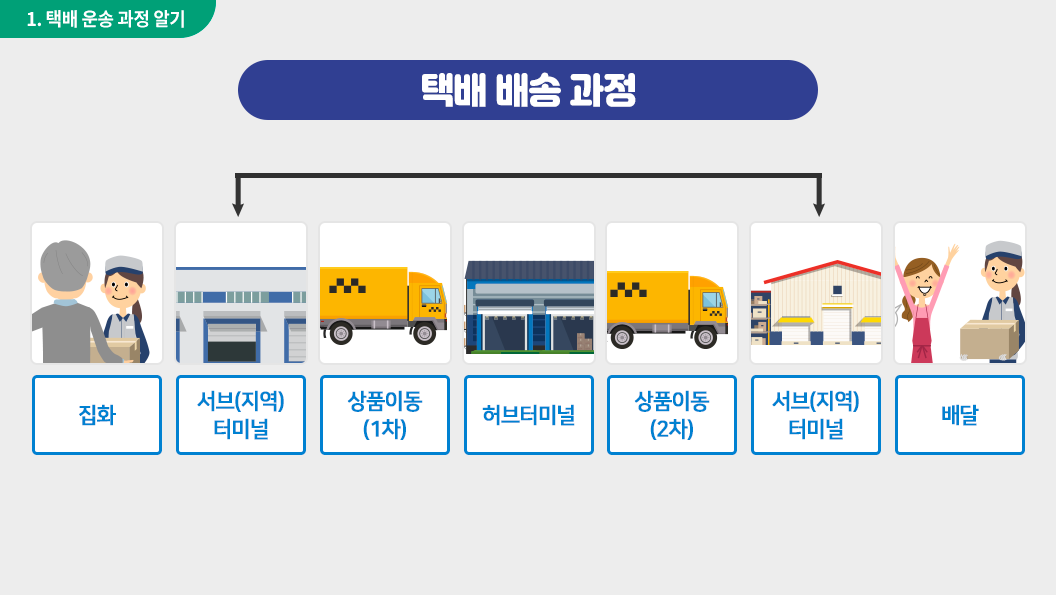 1. 택배 운송 과정 알기
택배 배송 과정
집화
서브(지역)
터미널
상품이동
(1차)
허브터미널
상품이동
(2차)
서브(지역)
터미널
배달